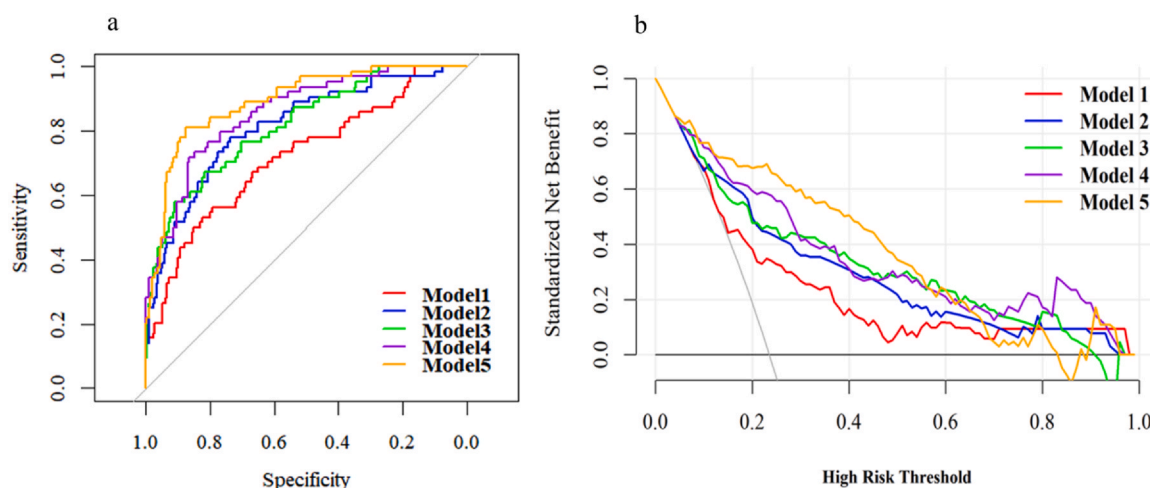 a
Sensitivity
1.0
0.8
0.6
0.4
0.2
0.0
Model1
Model2
Model3
Model4
Model5
1.0 0.8 0.6 0.4 0.2 0.0
Specificity
b
Standardized Net Benefit
1.0
0.8
0.6
0.4
0.2
0.0
Model 1
Model 2
Model 3
Model 4
Model 5
0.0 0.2 0.4 0.6 0.8 1.0
High Risk Threshold